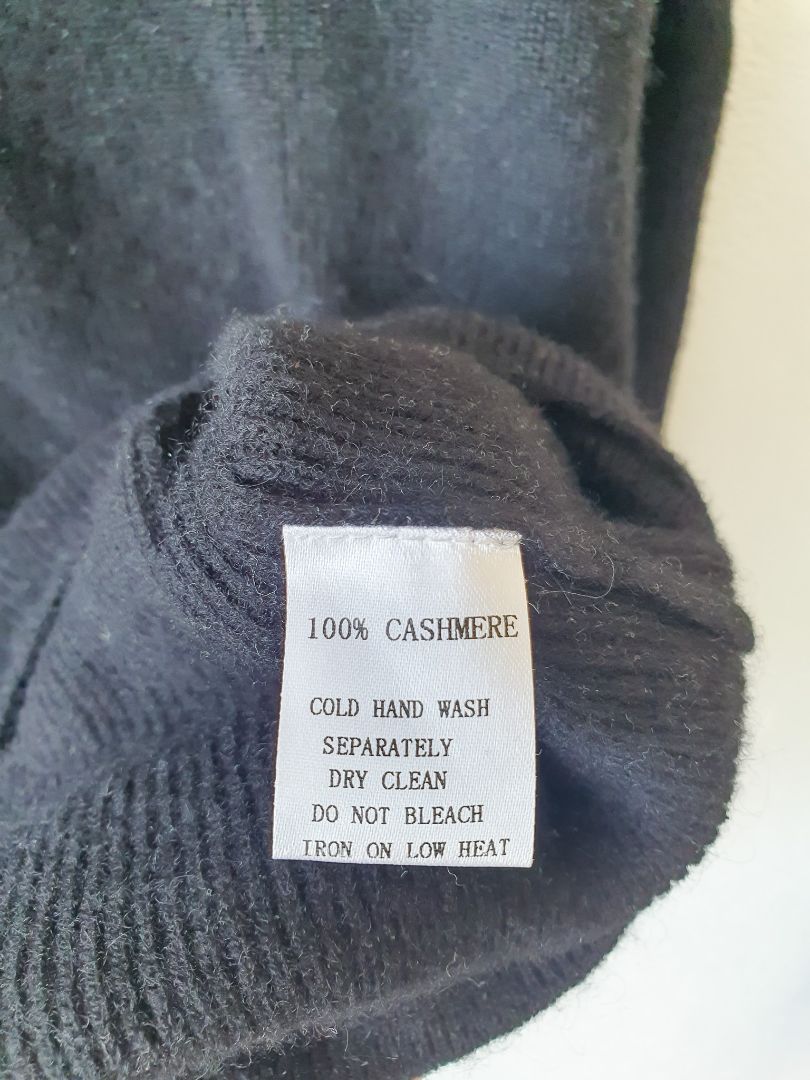 100% CASHMERE
COLD HAND WASH
SEPARATELY
DRY CLEAN
DO NOT BLEACH
IRON ON LOW HEAT